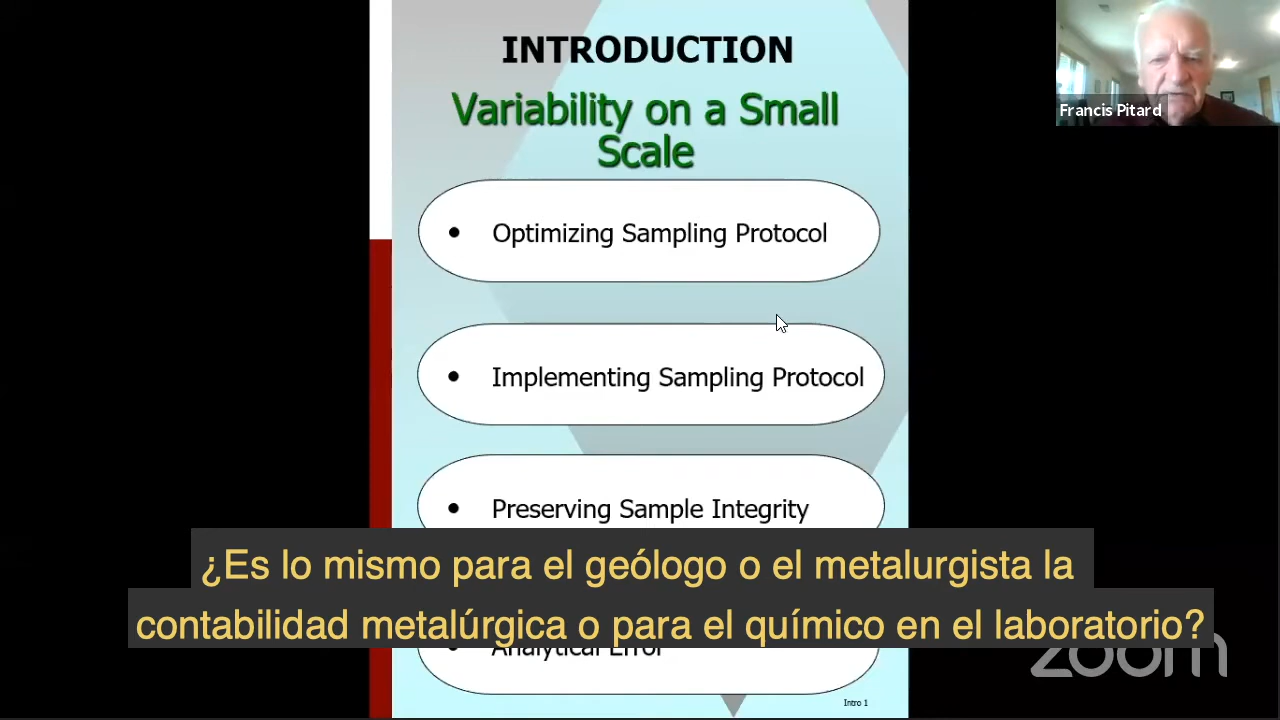 INTRODUCTION
Variability on a Small
Scale
Francis Pitard
• Optimizing Sampling Protocol
• Implementing Sampling Protocol
• Preserving Sample Integrity
¿Es lo mismo para el geólogo o el metalurgista la
contabilidad metalúrgica o para el químico en el laboratorio?
• Analytical Error
zoom
Intro 1